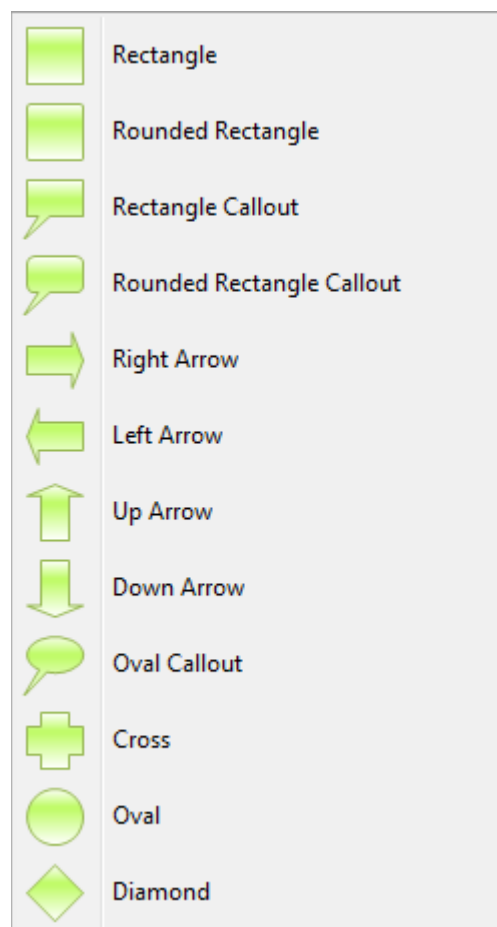 Rectangle
Rounded Rectangle
Rectangle Callout
Rounded Rectangle Callout
Right Arrow
Left Arrow
Up Arrow
Down Arrow
Oval Callout
Cross
Oval
Diamond